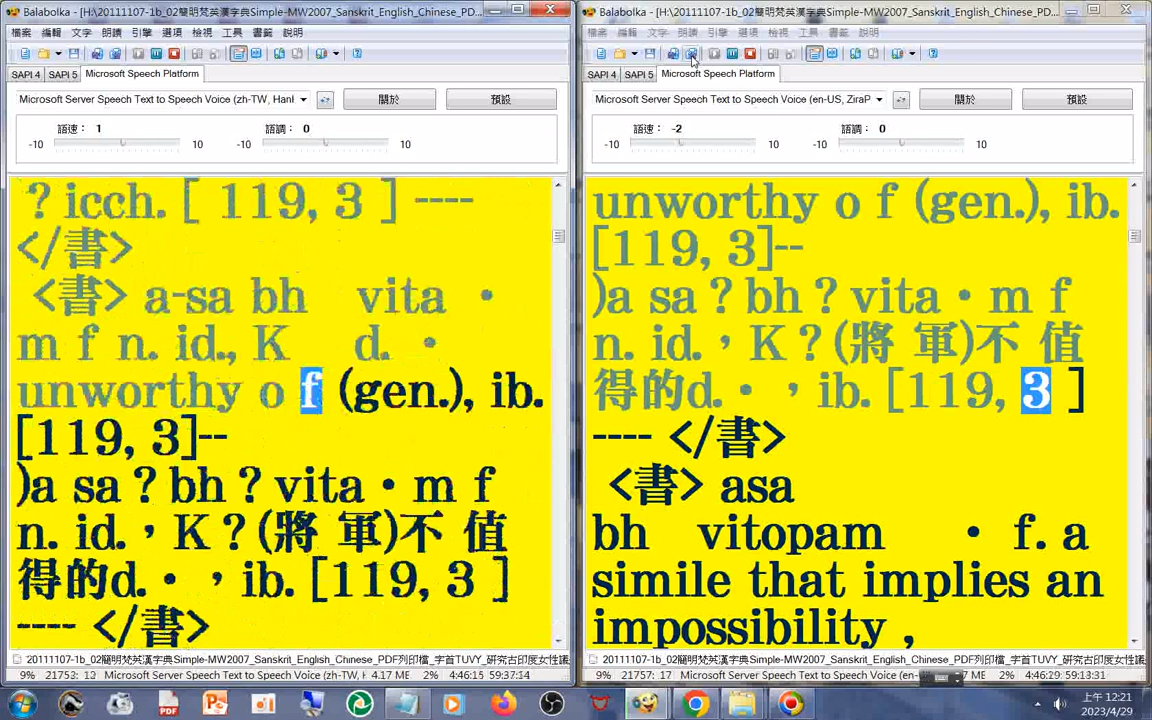 Balabolka - [H:\20111107-1b_02簡明梵英漢字典Simple-MW2007_Sanskrit_English_Chinese_PD...
檔案 編輯 文字 朗讀 引擎 選項 檢視 工具 書籤 說明
SAPI 4 SAPI 5 Microsoft Speech Platform
Microsoft Server Speech Text to Speech Voice (zh-TW, HanH 關於 預設
語速： 1 語調： 0
-10 10 -10 10
? icch. [ 119, 3 ] ----
</書>
<書> a-sa bh vita •
m f n. id., K d. •
unworthy o f (gen.), ib.
[119, 3]--
)a sa？bh？vita • m f
n. id.，K？(將 軍)不 值
得的d. • ，ib. [119, 3 ]
---- </書>
20111107-1b_02簡明梵英漢字典Simple-MW2007_Sanskrit_English_Chinese_PDF列印檔_字首TUVY_研究古印度女性議
9% 21753: 13 Microsoft Server Speech Text to Speech Voice (zh-TW, H 4.17 ME 2% 4:46:15 59:37:14
Balabolka - [H:\20111107-1b_02簡明梵英漢字典Simple-MW2007_Sanskrit_English_Chinese_PDF...
檔案 編輯 文字 朗讀 引擎 選項 檢視 工具 書籤 說明
SAPI 4 SAPI 5 Microsoft Speech Platform
Microsoft Server Speech Text to Speech Voice (en-US, ZiraP 關於 預設
語速： -2 語調： 0
-10 10 -10 10
unworthy o f (gen.), ib.
[119, 3]--
)a sa？bh？vita • m f
n. id.，K？(將 軍)不 值
得的d. • ，ib. [119, 3 ]
---- </書>
<書> asa
bh vitopam • f. a
simile that implies an
impossibility ,
20111107-1b_02簡明梵英漢字典Simple-MW2007_Sanskrit_English_Chinese_PDF列印檔_字首TUVY_研究古印度女性議
9% 21757: 17 Microsoft Server Speech Text to Speech Voice (en-US 4.17 ME 2% 4:46:29 59:13:31
上午 12:21
2023/4/29